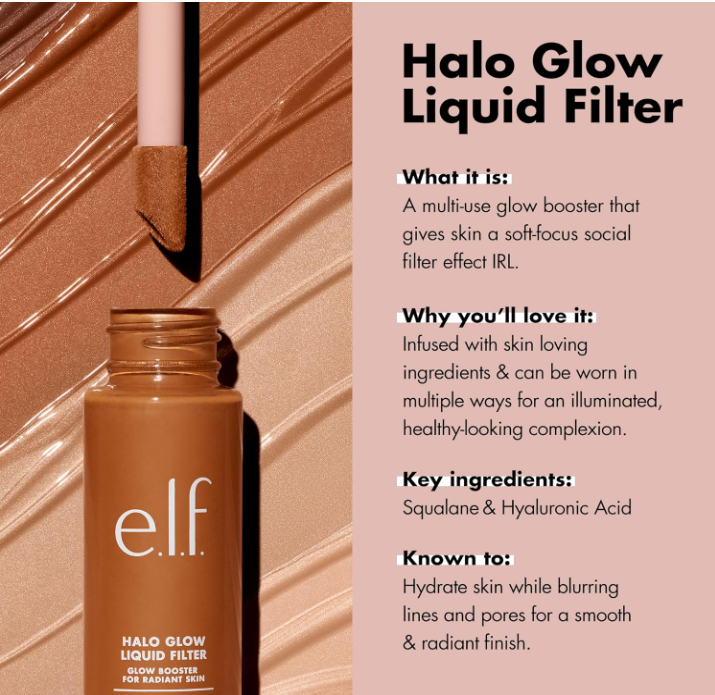 Halo Glow
Liquid Filter
What it is:
A multi-use glow booster that
gives skin a soft-focus social
filter effect IRL.
Why you'll love it:
Infused with skin loving
ingredients & can be worn in
multiple ways for an illuminated,
healthy-looking complexion.
Key ingredients:
Squalane & Hyaluronic Acid
Known to:
Hydrate skin while blurring
lines and pores for a smooth
& radiant finish.
e.l.f.
HALO GLOW
LIQUID FILTER
GLOW BOOSTER
FOR RADIANT SKIN